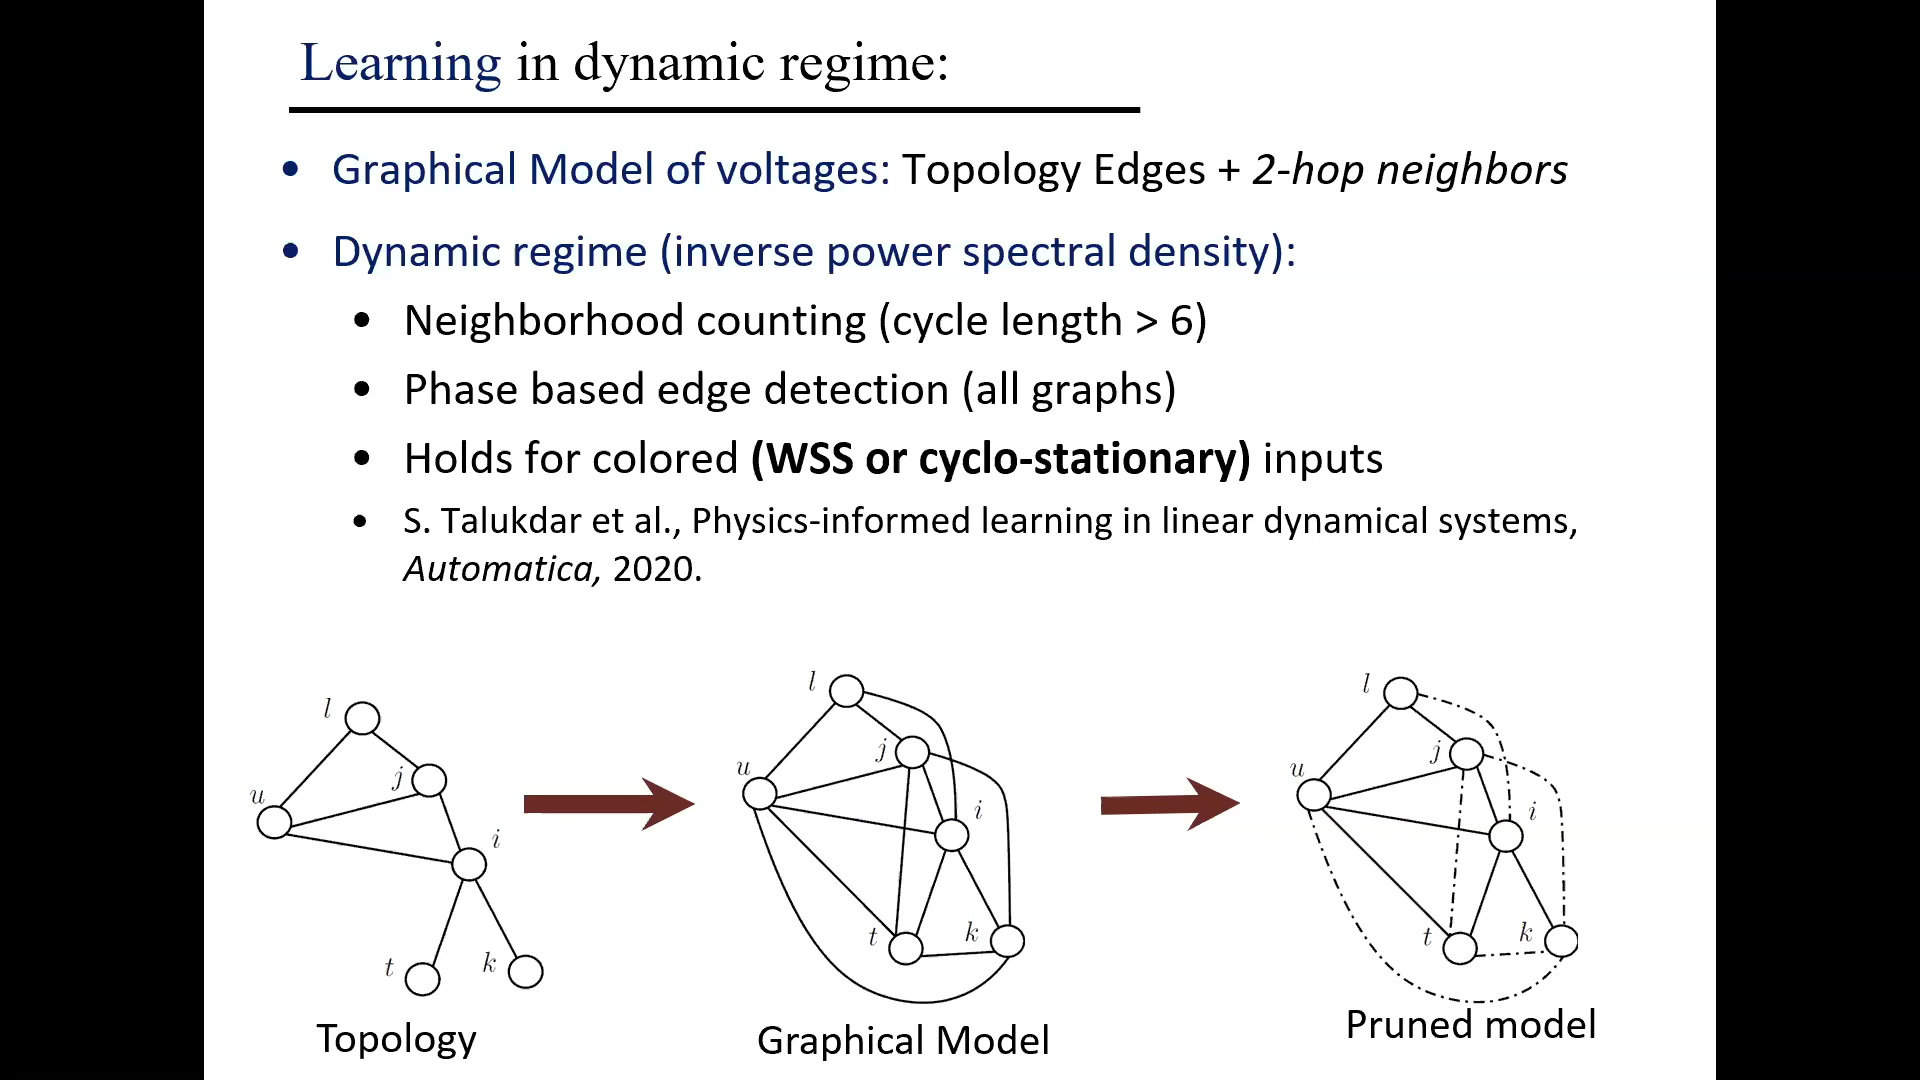 Learning in dynamic regime:
• Graphical Model of voltages: Topology Edges + 2-hop neighbors
• Dynamic regime (inverse power spectral density):
• Neighborhood counting (cycle length > 6)
• Phase based edge detection (all graphs)
• Holds for colored (WSS or cyclo-stationary) inputs
• S. Talukdar et al., Physics-informed learning in linear dynamical systems,
Automatica, 2020.
l
j
u
i
t
k
Topology
l
j
u
i
t
k
Graphical Model
l
j
u
i
t
k
Pruned model